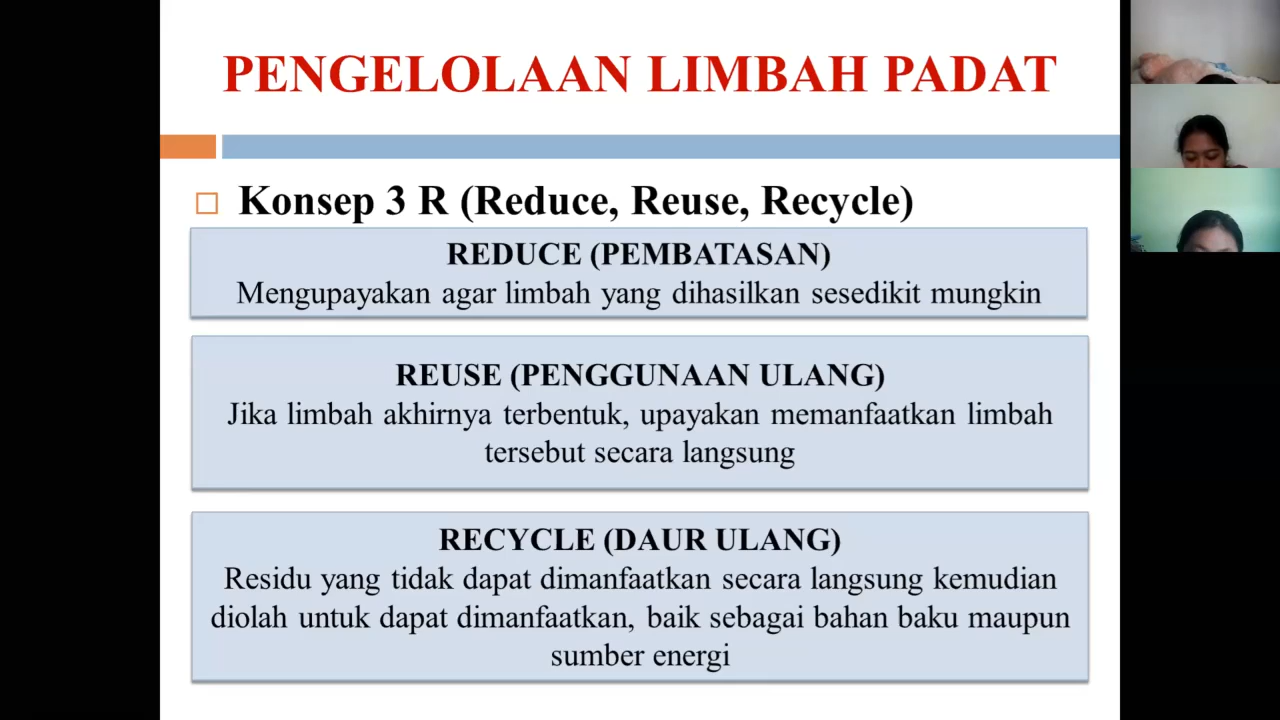 PENGELOLAAN LIMBAH PADAT
Konsep 3 R (Reduce, Reuse, Recycle)
REDUCE (PEMBATASAN)
Mengupayakan agar limbah yang dihasilkan sesedikit mungkin
REUSE (PENGGUNAAN ULANG)
Jika limbah akhirnya terbentuk, upayakan memanfaatkan limbah
tersebut secara langsung
RECYCLE (DAUR ULANG)
Residu yang tidak dapat dimanfaatkan secara langsung kemudian
diolah untuk dapat dimanfaatkan, baik sebagai bahan baku maupun
sumber energi